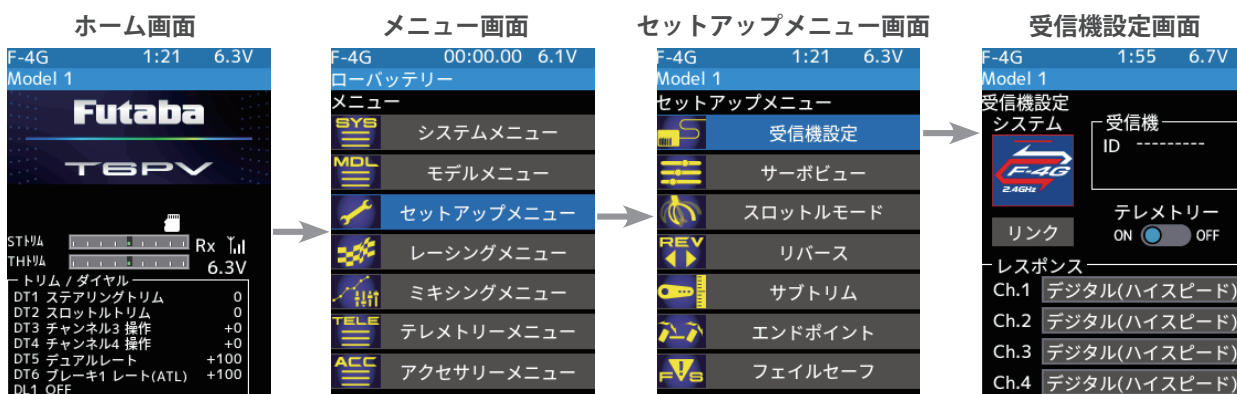 ホーム画面
F-4G 1:21 6.3V
Model 1
Futaba
T6PV
STトリム
Rx
THトリム
6.3V
トリム / ダイヤル
DT1 ステアリングトリム 0
DT2 スロットルトリム 0
DT3 チャンネル3 操作 +0
DT4 チャンネル4 操作 +0
DT5 デュアルレート +100
DT6 ブレーキ1 レート(ATL) +100
DL1 OFF
メニュー画面
F-4G 00:00.00 6.1V
ローバッテリー
メニュー
SYS システムメニュー
MDL モデルメニュー
セットアップメニュー
レーシングメニュー
ミキシングメニュー
TELE テレメトリーメニュー
ACC アクセサリーメニュー
セットアップメニュー画面
F-4G 1:21 6.3V
Model 1
セットアップメニュー
受信機設定
サーボビュー
スロットルモード
REV リバース
サブトリム
エンドポイント
F/S フェイルセーフ
受信機設定画面
F-4G 1:55 6.7V
Model 1
受信機設定
システム
F-4G
2.4GHz
リンク
受信機
ID ---------
テレメトリー
ON OFF
レスポンス
Ch.1 デジタル(ハイスピード)
Ch.2 デジタル(ハイスピード)
Ch.3 デジタル(ハイスピード)
Ch.4 デジタル(ハイスピード)